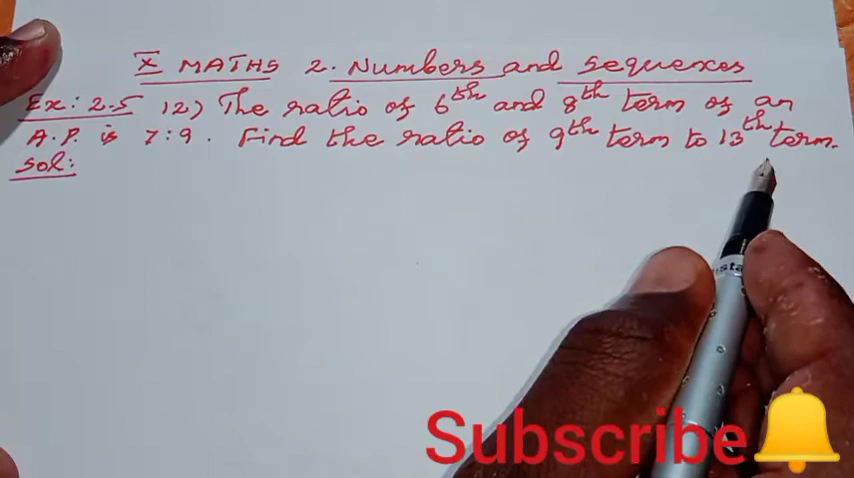 X MATHS 2. Numbers and Sequences
Ex: 2.5 12) The ratio of 6th and 8th term of an
A.P. is 7:9. Find the ratio of 9th term to 13th term.
Sol:
insta
Subscribe